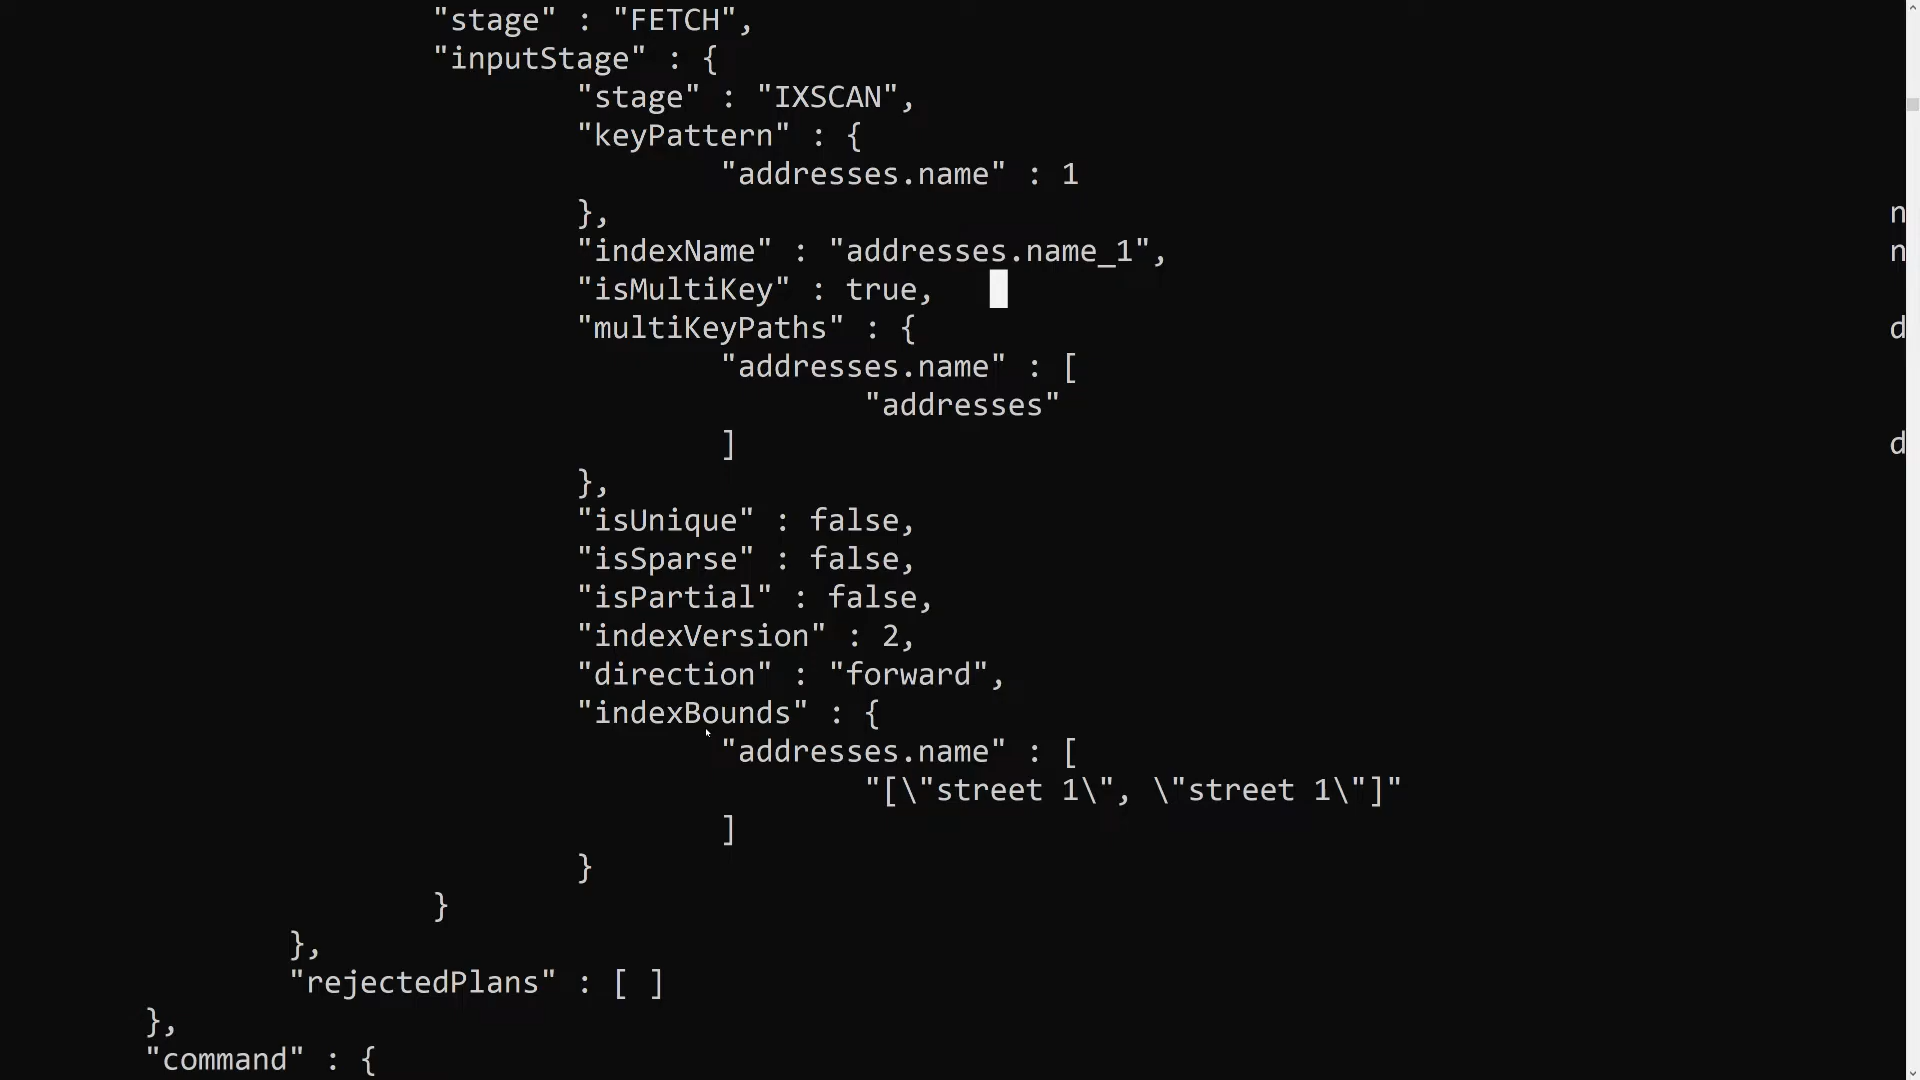 "stage" : "FETCH",
"inputStage" : {
"stage" : "IXSCAN",
"keyPattern" : {
"addresses.name" : 1
},
n
"indexName" : "addresses.name_1",
n
"isMultiKey" : true,
"multiKeyPaths" : {
d
"addresses.name" : [
"addresses"
]
d
},
"isUnique" : false,
"isSparse" : false,
"isPartial" : false,
"indexVersion" : 2,
"direction" : "forward",
"indexBounds" : {
"addresses.name" : [
"[\"street 1\", \"street 1\"]"
]
}
}
},
"rejectedPlans" : [ ]
},
"command" : {